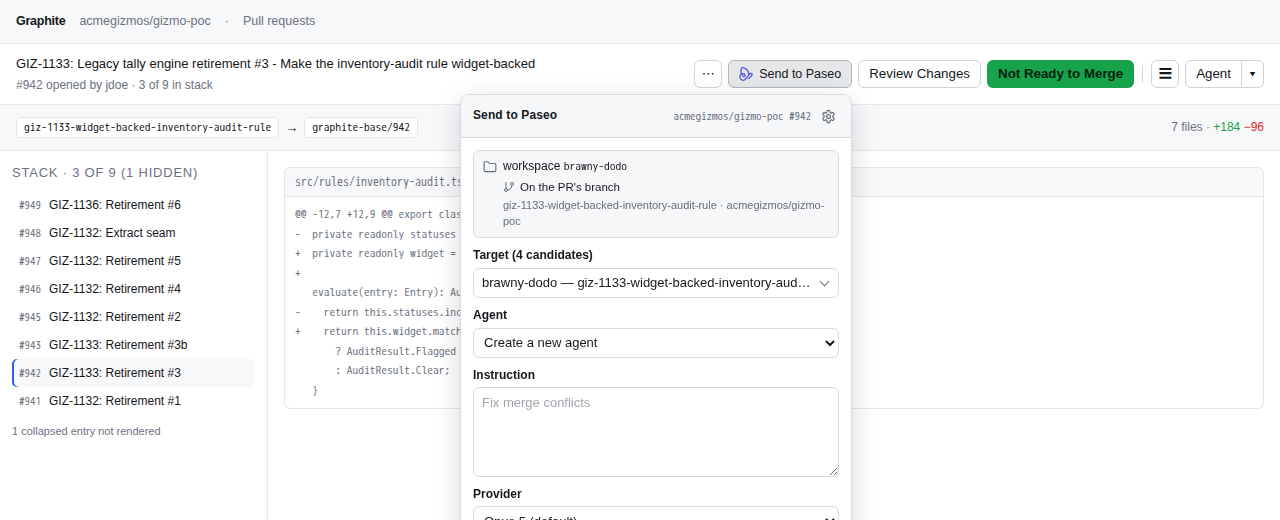 Graphite acmegizmos/gizmo-poc · Pull requests
GIZ-1133: Legacy tally engine retirement #3 - Make the inventory-audit rule widget-backed
#942 opened by jdoe · 3 of 9 in stack
··· Send to Paseo Review Changes Not Ready to Merge Agent
giz-1133-widget-backed-inventory-audit-rule → graphite-base/942
7 files · +184 −96
STACK · 3 OF 9 (1 HIDDEN)
#949 GIZ-1136: Retirement #6
#948 GIZ-1132: Extract seam
#947 GIZ-1132: Retirement #5
#946 GIZ-1132: Retirement #4
#945 GIZ-1132: Retirement #2
#943 GIZ-1133: Retirement #3b
#942 GIZ-1133: Retirement #3
#941 GIZ-1132: Retirement #1
1 collapsed entry not rendered
src/rules/inventory-audit.ts
@@ -12,7 +12,9 @@ export clas
- private readonly statuses
+ private readonly widget =
+
evaluate(entry: Entry): Au
- return this.statuses.inc
+ return this.widget.match
? AuditResult.Flagged
: AuditResult.Clear;
}
Send to Paseo acmegizmos/gizmo-poc #942
workspace brawny-dodo
On the PR's branch
giz-1133-widget-backed-inventory-audit-rule · acmegizmos/gizmo-
poc
Target (4 candidates)
brawny-dodo — giz-1133-widget-backed-inventory-aud…
Agent
Create a new agent
Instruction
Fix merge conflicts
Provider
Opus 5 (default)